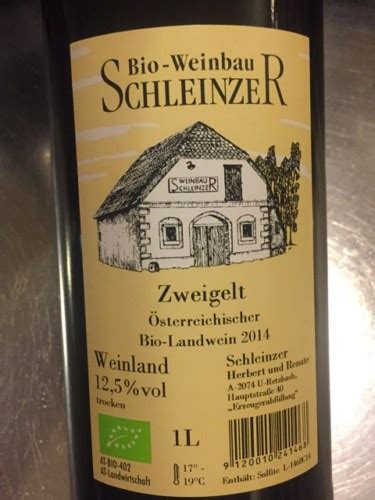 Bio-Weinbau
SCHLEINZER
WEINBAU
SCHLEINZER
Zweigelt
Österreichischer
Bio-Landwein 2014
Weinland
12,5%vol
trocken
Schleinzer
Herbert und Renate
A-2074 U-Retzbach,
Hauptstraße 40
„Erzeugerabfüllung“
AT-BIO-402
AT-Landwirtschaft
1L
17°-
19°C
9120010241468
Enthält: Sulfite